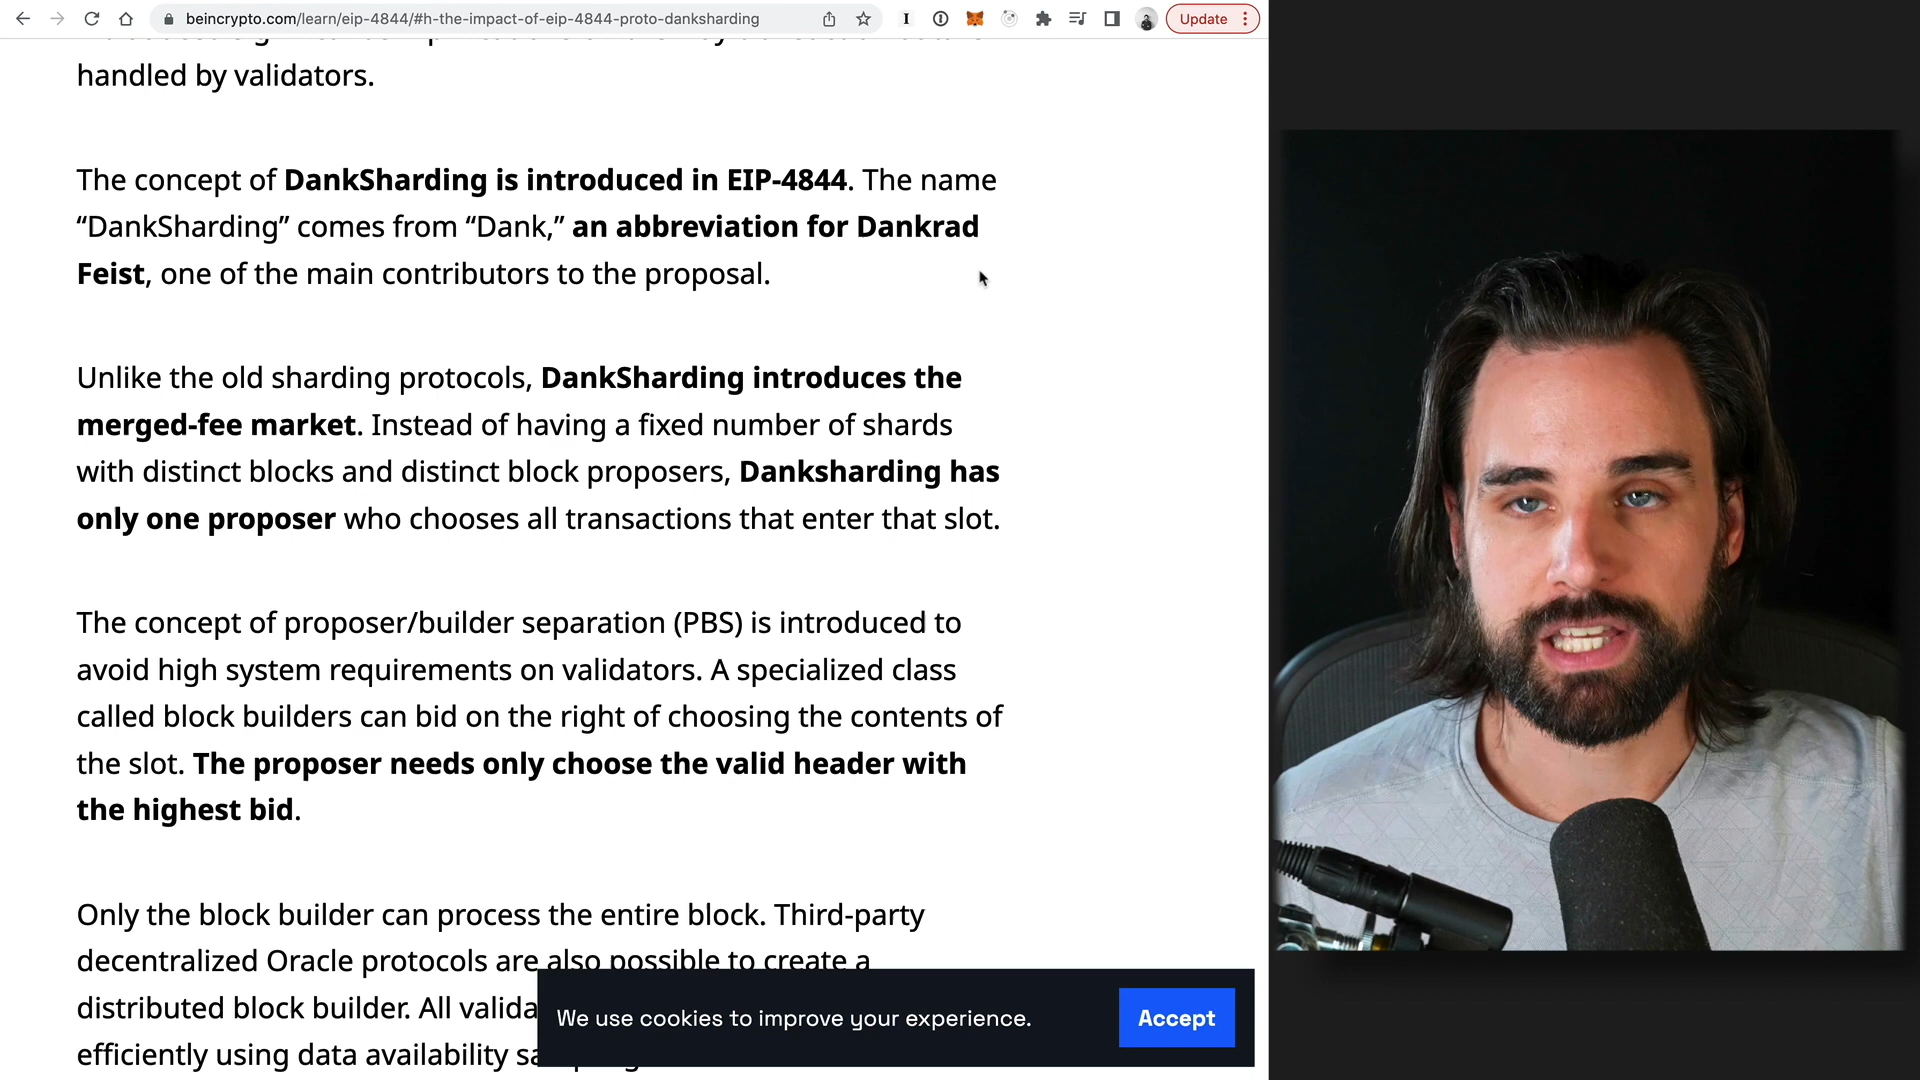 beincrypto.com/learn/eip-4844/#h-the-impact-of-eip-4844-proto-danksharding
Update
handled by validators.
The concept of DankSharding is introduced in EIP-4844. The name
“DankSharding” comes from “Dank,” an abbreviation for Dankrad
Feist, one of the main contributors to the proposal.
Unlike the old sharding protocols, DankSharding introduces the
merged-fee market. Instead of having a fixed number of shards
with distinct blocks and distinct block proposers, Danksharding has
only one proposer who chooses all transactions that enter that slot.
The concept of proposer/builder separation (PBS) is introduced to
avoid high system requirements on validators. A specialized class
called block builders can bid on the right of choosing the contents of
the slot. The proposer needs only choose the valid header with
the highest bid.
Only the block builder can process the entire block. Third-party
decentralized Oracle protocols are also possible to create a
distributed block builder. All valida
efficiently using data availability
We use cookies to improve your experience.
Accept